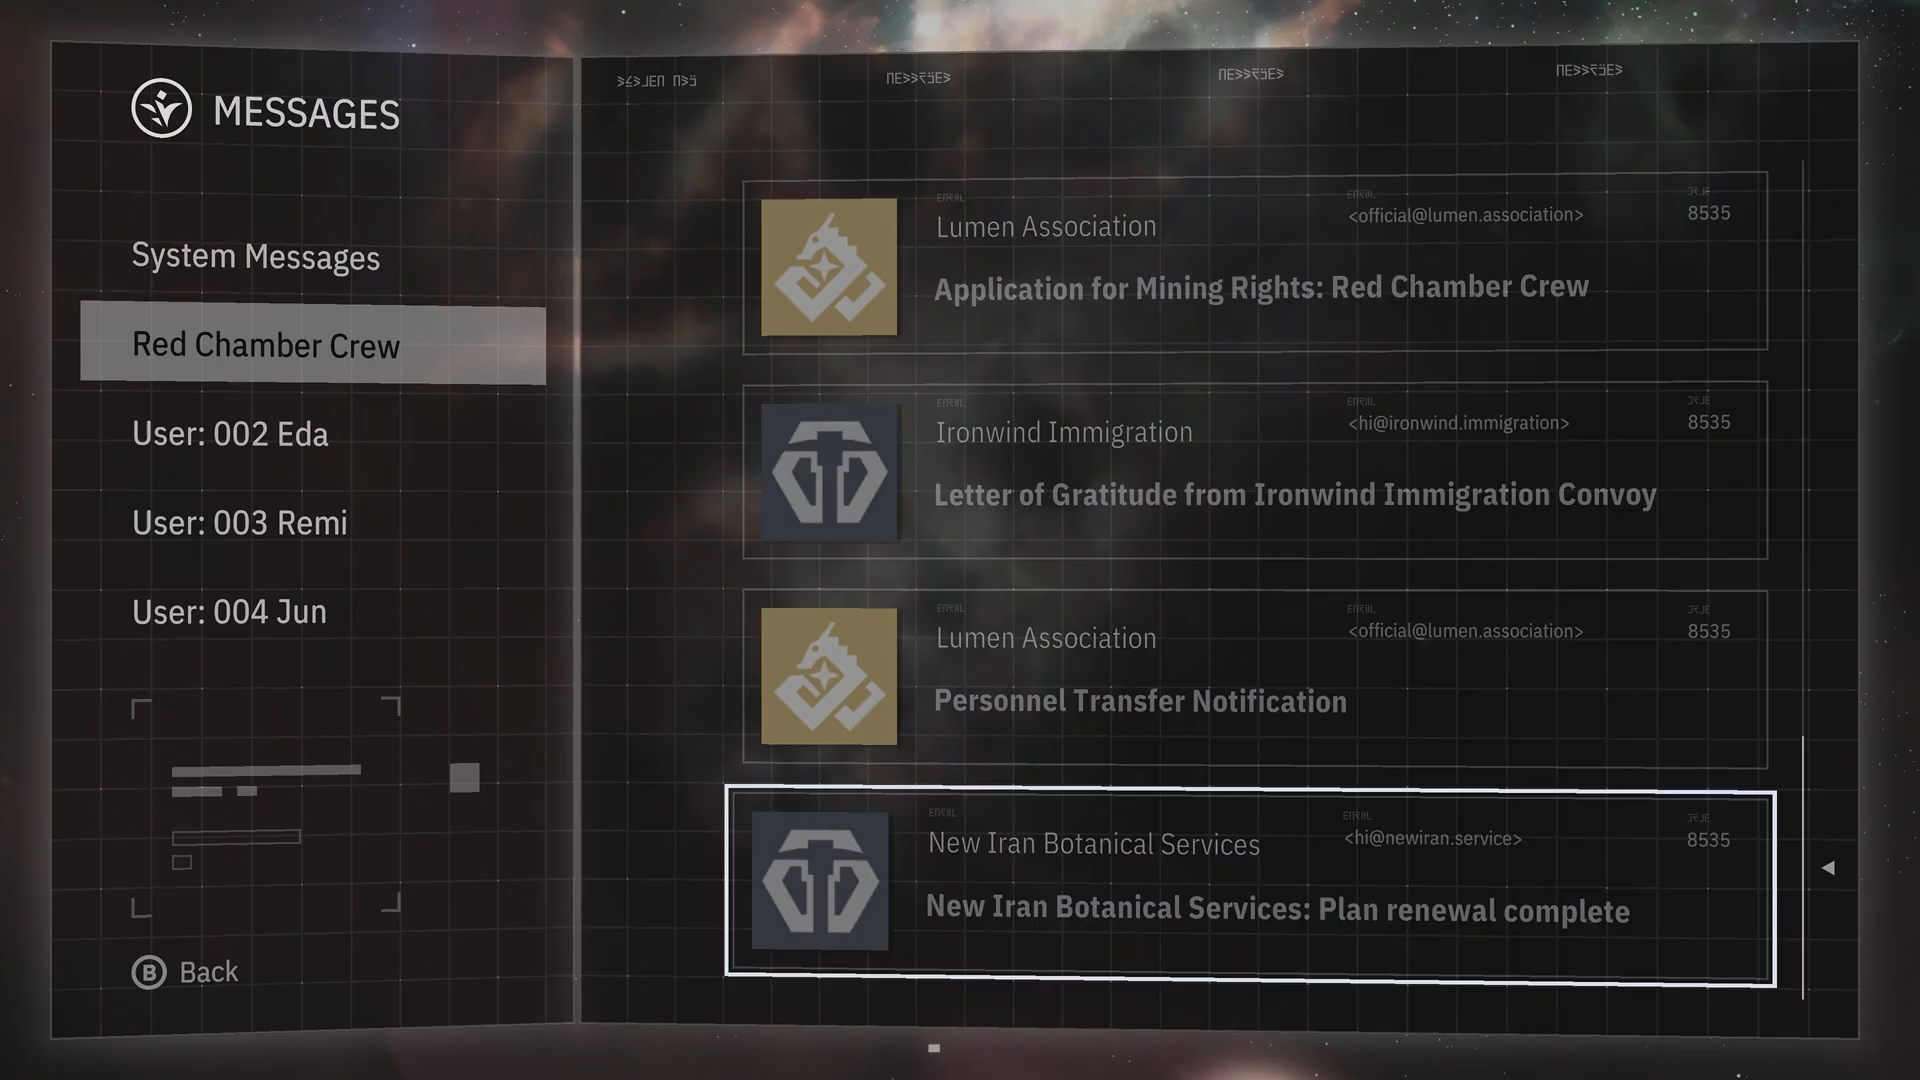 MESSAGES
System Messages
Red Chamber Crew
User: 002 Eda
User: 003 Remi
User: 004 Jun
B Back
Lumen Association
<official@lumen.association>
8535
Application for Mining Rights: Red Chamber Crew
Ironwind Immigration
<hi@ironwind.immigration>
8535
Letter of Gratitude from Ironwind Immigration Convoy
Lumen Association
<official@lumen.association>
8535
Personnel Transfer Notification
New Iran Botanical Services
<hi@newiran.service>
8535
New Iran Botanical Services: Plan renewal complete